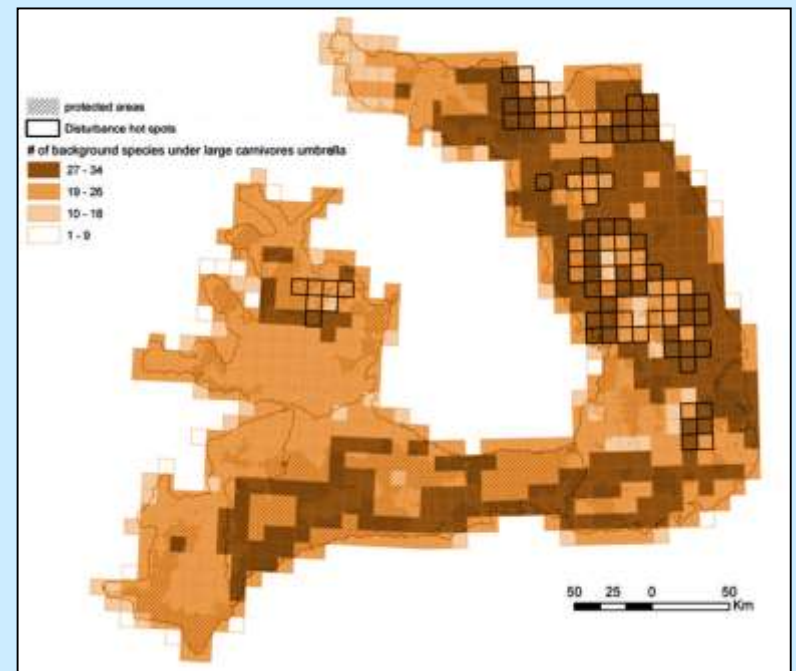 protected areas
Disturbance hot spots
# of background species under large carnivores umbrella
27 - 34
19 - 26
10 - 18
1 - 9
50 25 0 50
Km